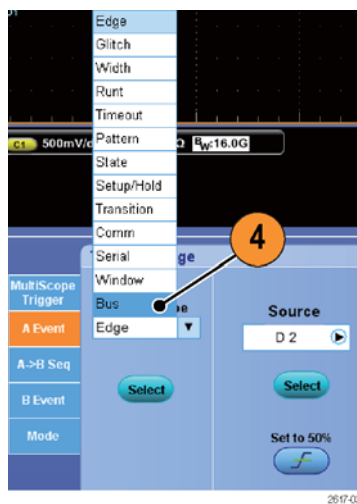 Edge
Glitch
Width
Runt
Timeout
Pattern
State
Setup/Hold
Transition
Comm
Serial
Window
Bus
C1 500mV/ Ω BW:16.0G
4
ge
MultiScope
Trigger
A Event
A->B Seq
B Event
Mode
pe
Edge
Select
Source
D 2
Select
Set to 50%
2617-0